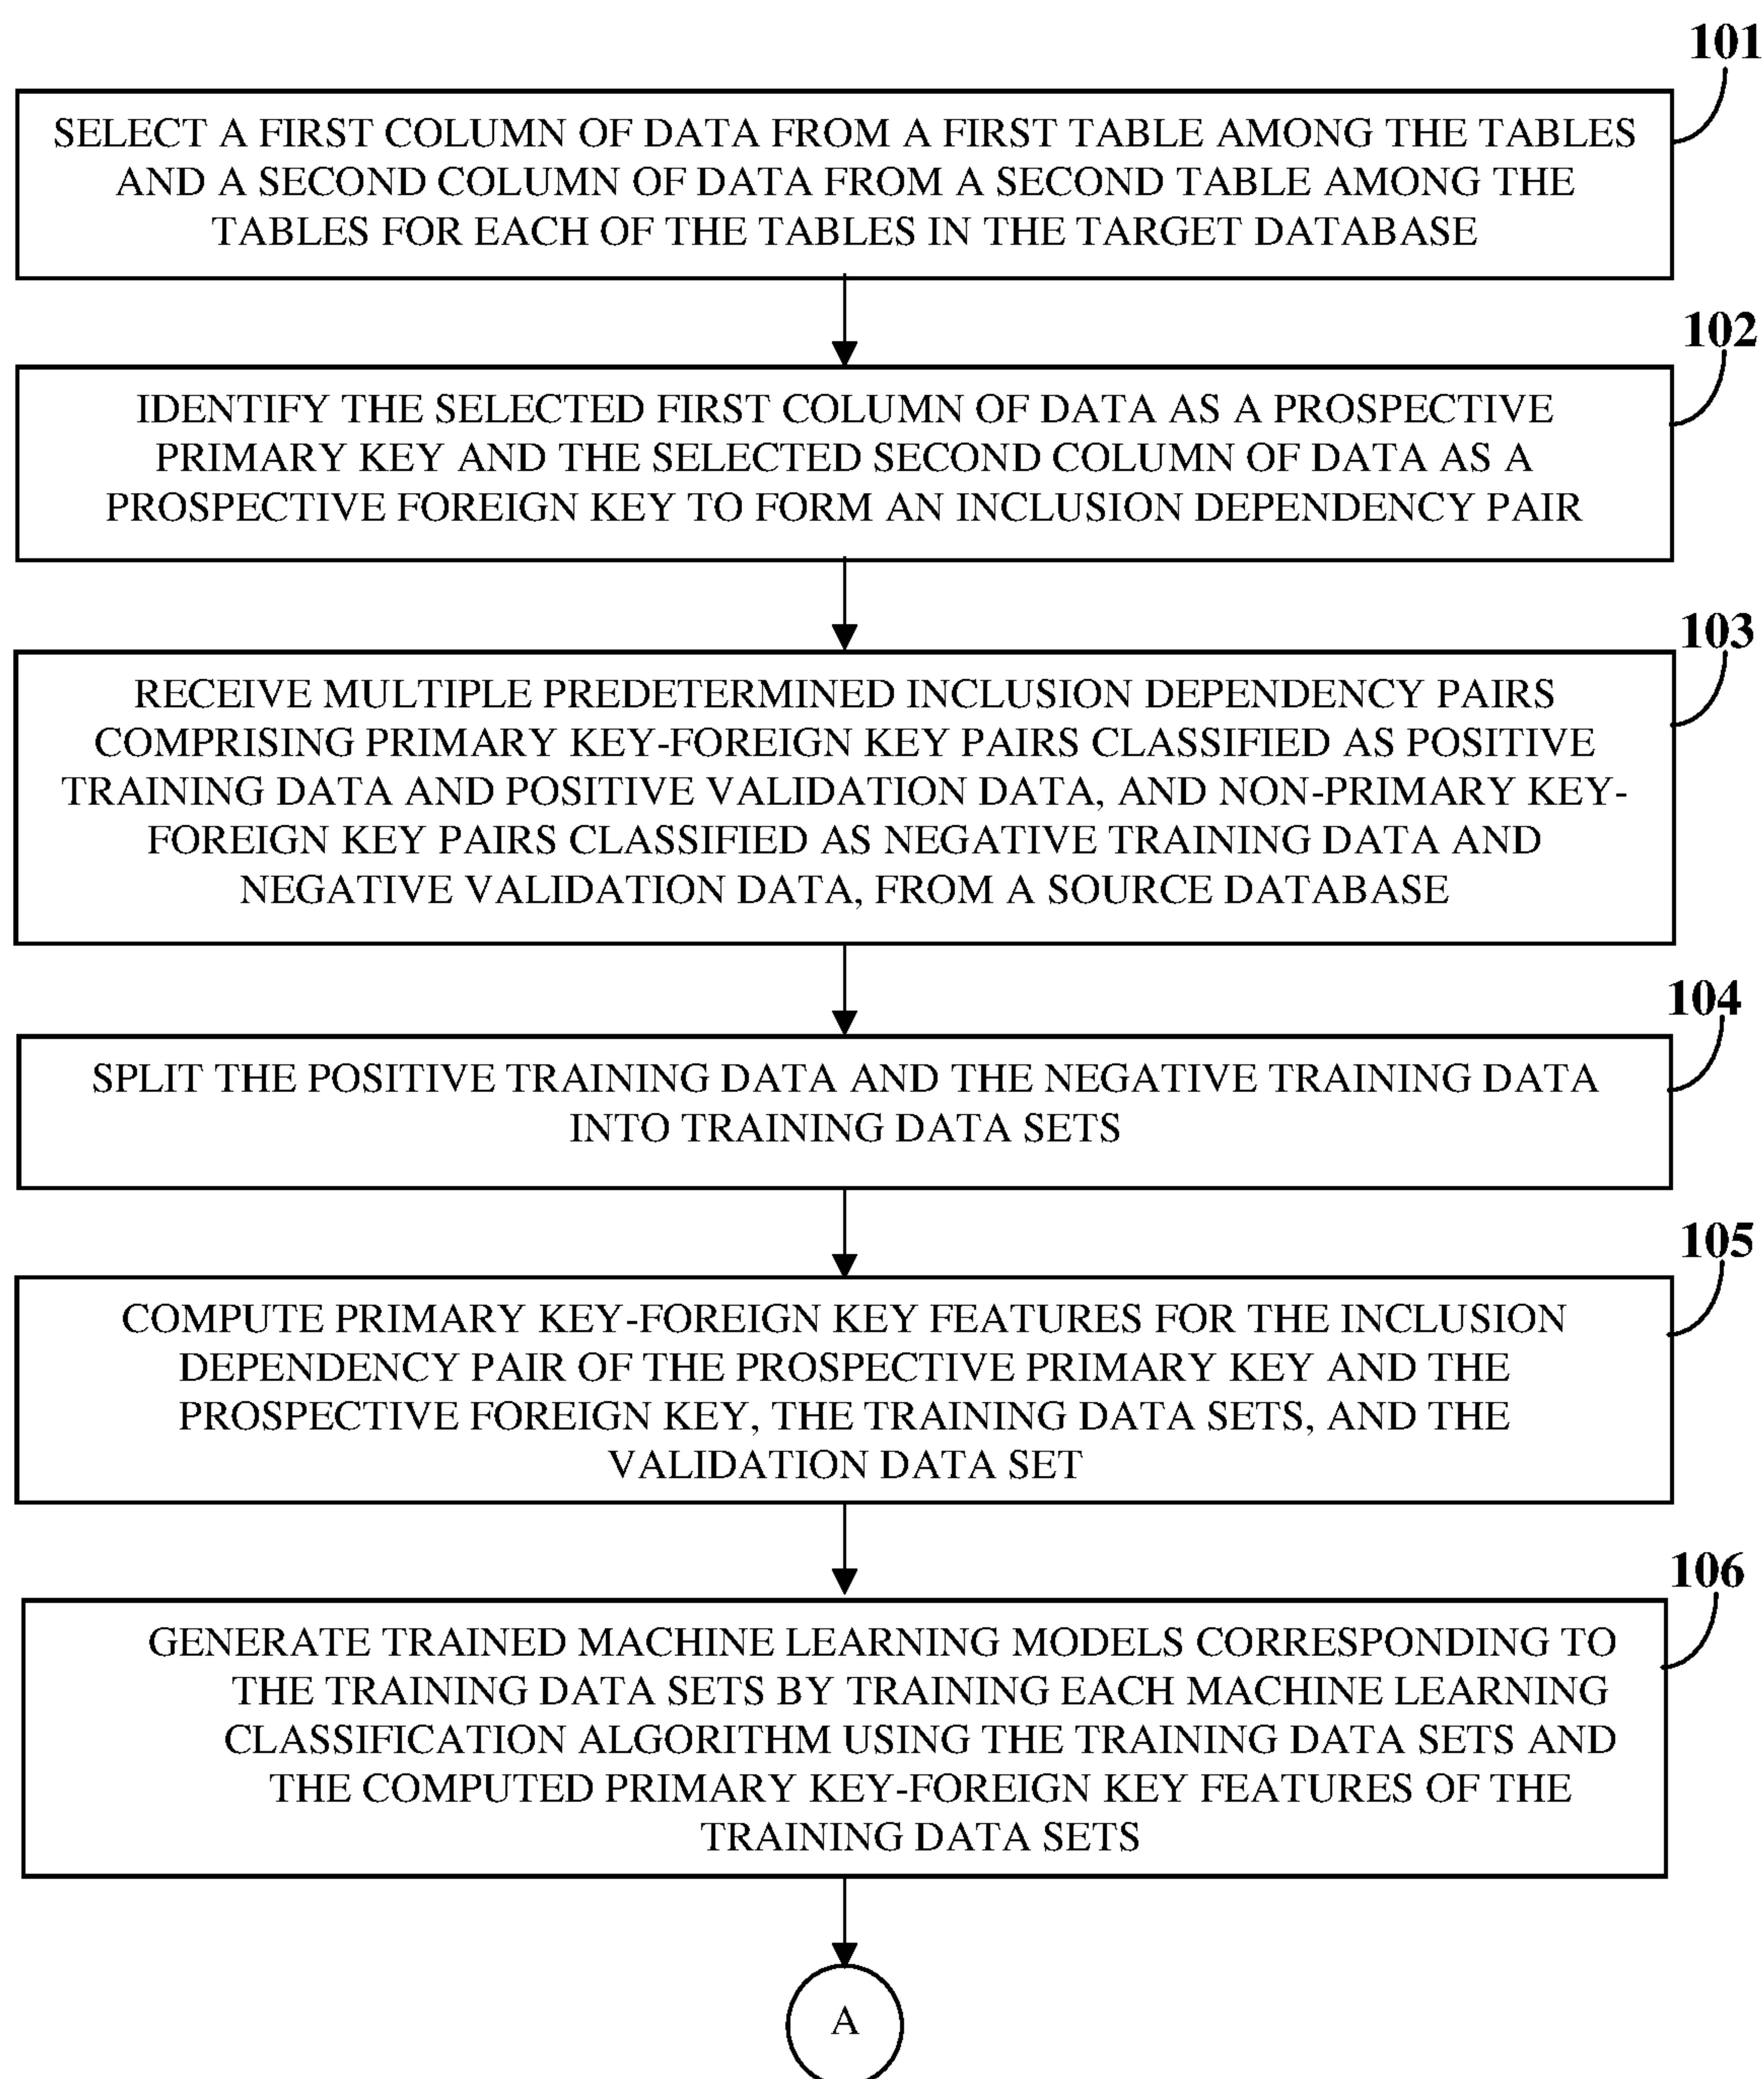 101
SELECT A FIRST COLUMN OF DATA FROM A FIRST TABLE AMONG THE TABLES
AND A SECOND COLUMN OF DATA FROM A SECOND TABLE AMONG THE
TABLES FOR EACH OF THE TABLES IN THE TARGET DATABASE
102
IDENTIFY THE SELECTED FIRST COLUMN OF DATA AS A PROSPECTIVE
PRIMARY KEY AND THE SELECTED SECOND COLUMN OF DATA AS A
PROSPECTIVE FOREIGN KEY TO FORM AN INCLUSION DEPENDENCY PAIR
103
RECEIVE MULTIPLE PREDETERMINED INCLUSION DEPENDENCY PAIRS
COMPRISING PRIMARY KEY-FOREIGN KEY PAIRS CLASSIFIED AS POSITIVE
TRAINING DATA AND POSITIVE VALIDATION DATA, AND NON-PRIMARY KEY-
FOREIGN KEY PAIRS CLASSIFIED AS NEGATIVE TRAINING DATA AND
NEGATIVE VALIDATION DATA, FROM A SOURCE DATABASE
104
SPLIT THE POSITIVE TRAINING DATA AND THE NEGATIVE TRAINING DATA
INTO TRAINING DATA SETS
105
COMPUTE PRIMARY KEY-FOREIGN KEY FEATURES FOR THE INCLUSION
DEPENDENCY PAIR OF THE PROSPECTIVE PRIMARY KEY AND THE
PROSPECTIVE FOREIGN KEY, THE TRAINING DATA SETS, AND THE
VALIDATION DATA SET
106
GENERATE TRAINED MACHINE LEARNING MODELS CORRESPONDING TO
THE TRAINING DATA SETS BY TRAINING EACH MACHINE LEARNING
CLASSIFICATION ALGORITHM USING THE TRAINING DATA SETS AND
THE COMPUTED PRIMARY KEY-FOREIGN KEY FEATURES OF THE
TRAINING DATA SETS
A